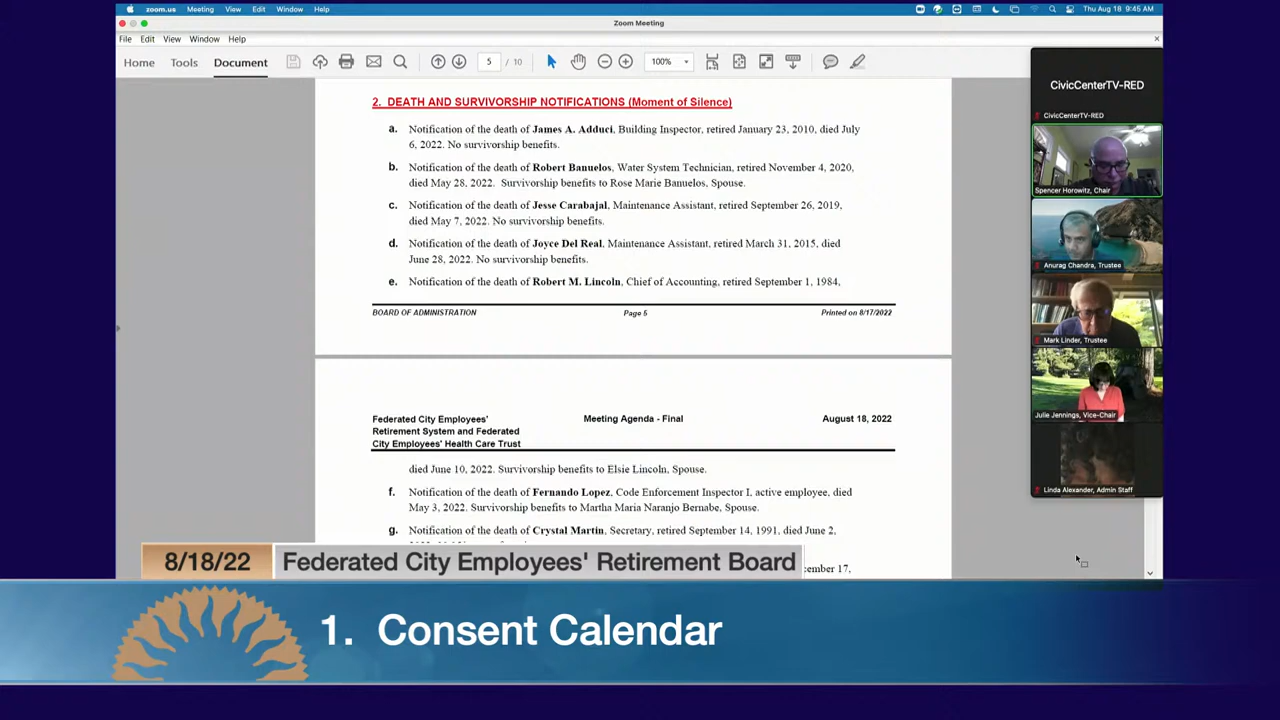 zoom.us Meeting View Edit Window Help
Thu Aug 18 9:45 AM
Zoom Meeting
File Edit View Window Help
Home Tools Document
5 / 10
100%
2. DEATH AND SURVIVORSHIP NOTIFICATIONS (Moment of Silence)
a. Notification of the death of James A. Adduci, Building Inspector, retired January 23, 2010, died July
6, 2022. No survivorship benefits.
b. Notification of the death of Robert Banuelos, Water System Technician, retired November 4, 2020,
died May 28, 2022. Survivorship benefits to Rose Marie Banuelos, Spouse.
c. Notification of the death of Jesse Carabajal, Maintenance Assistant, retired September 26, 2019,
died May 7, 2022. No survivorship benefits.
d. Notification of the death of Joyce Del Real, Maintenance Assistant, retired March 31, 2015, died
June 28, 2022. No survivorship benefits.
e. Notification of the death of Robert M. Lincoln, Chief of Accounting, retired September 1, 1984,
BOARD OF ADMINISTRATION Page 5 Printed on 8/17/2022
Federated City Employees' Meeting Agenda - Final August 18, 2022
Retirement System and Federated
City Employees' Health Care Trust
died June 10, 2022. Survivorship benefits to Elsie Lincoln, Spouse.
f. Notification of the death of Fernando Lopez, Code Enforcement Inspector I, active employee, died
May 3, 2022. Survivorship benefits to Martha Maria Naranjo Bernabe, Spouse.
g. Notification of the death of Crystal Martin, Secretary, retired September 14, 1991, died June 2,
cember 17,
CivicCenterTV-RED
CivicCenterTV-RED
Spencer Horowitz, Chair
Anurag Chandra, Trustee
Mark Linder, Trustee
Julie Jennings, Vice-Chair
Linda Alexander, Admin Staff
8/18/22 Federated City Employees' Retirement Board
1. Consent Calendar